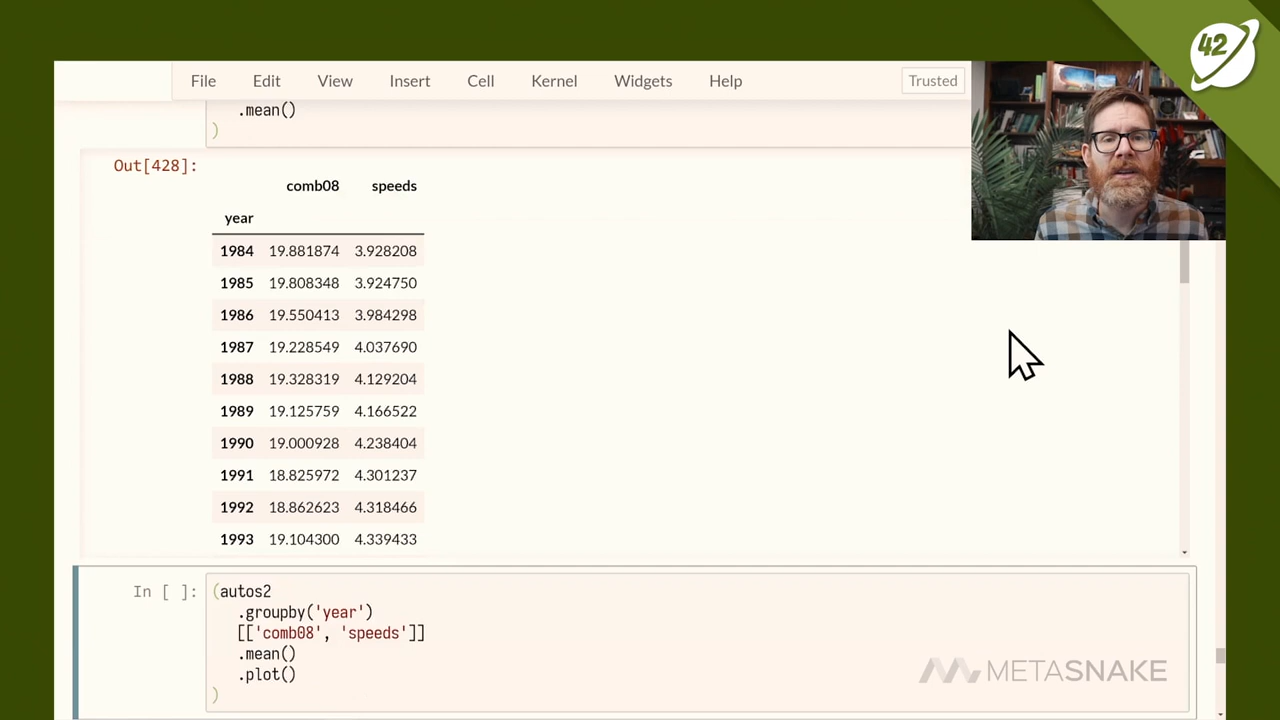 42
File Edit View Insert Cell Kernel Widgets Help Trusted
.mean()
)
Out[428]:
comb08 speeds
year
1984 19.881874 3.928208
1985 19.808348 3.924750
1986 19.550413 3.984298
1987 19.228549 4.037690
1988 19.328319 4.129204
1989 19.125759 4.166522
1990 19.000928 4.238404
1991 18.825972 4.301237
1992 18.862623 4.318466
1993 19.104300 4.339433
In [ ]: (autos2
.groupby('year')
[['comb08', 'speeds']]
.mean()
.plot()
)
METASNAKE